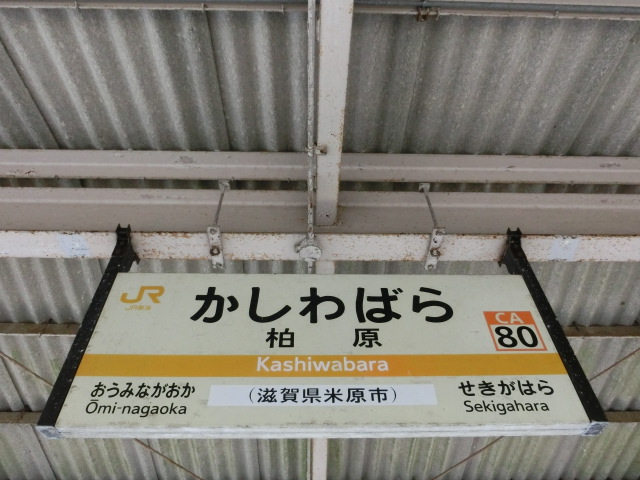 JR
JR東海
かしわばら
柏原
CA
80
Kashiwabara
おうみながおか
Ōmi-nagaoka
(滋賀県米原市)
せきがはら
Sekigahara